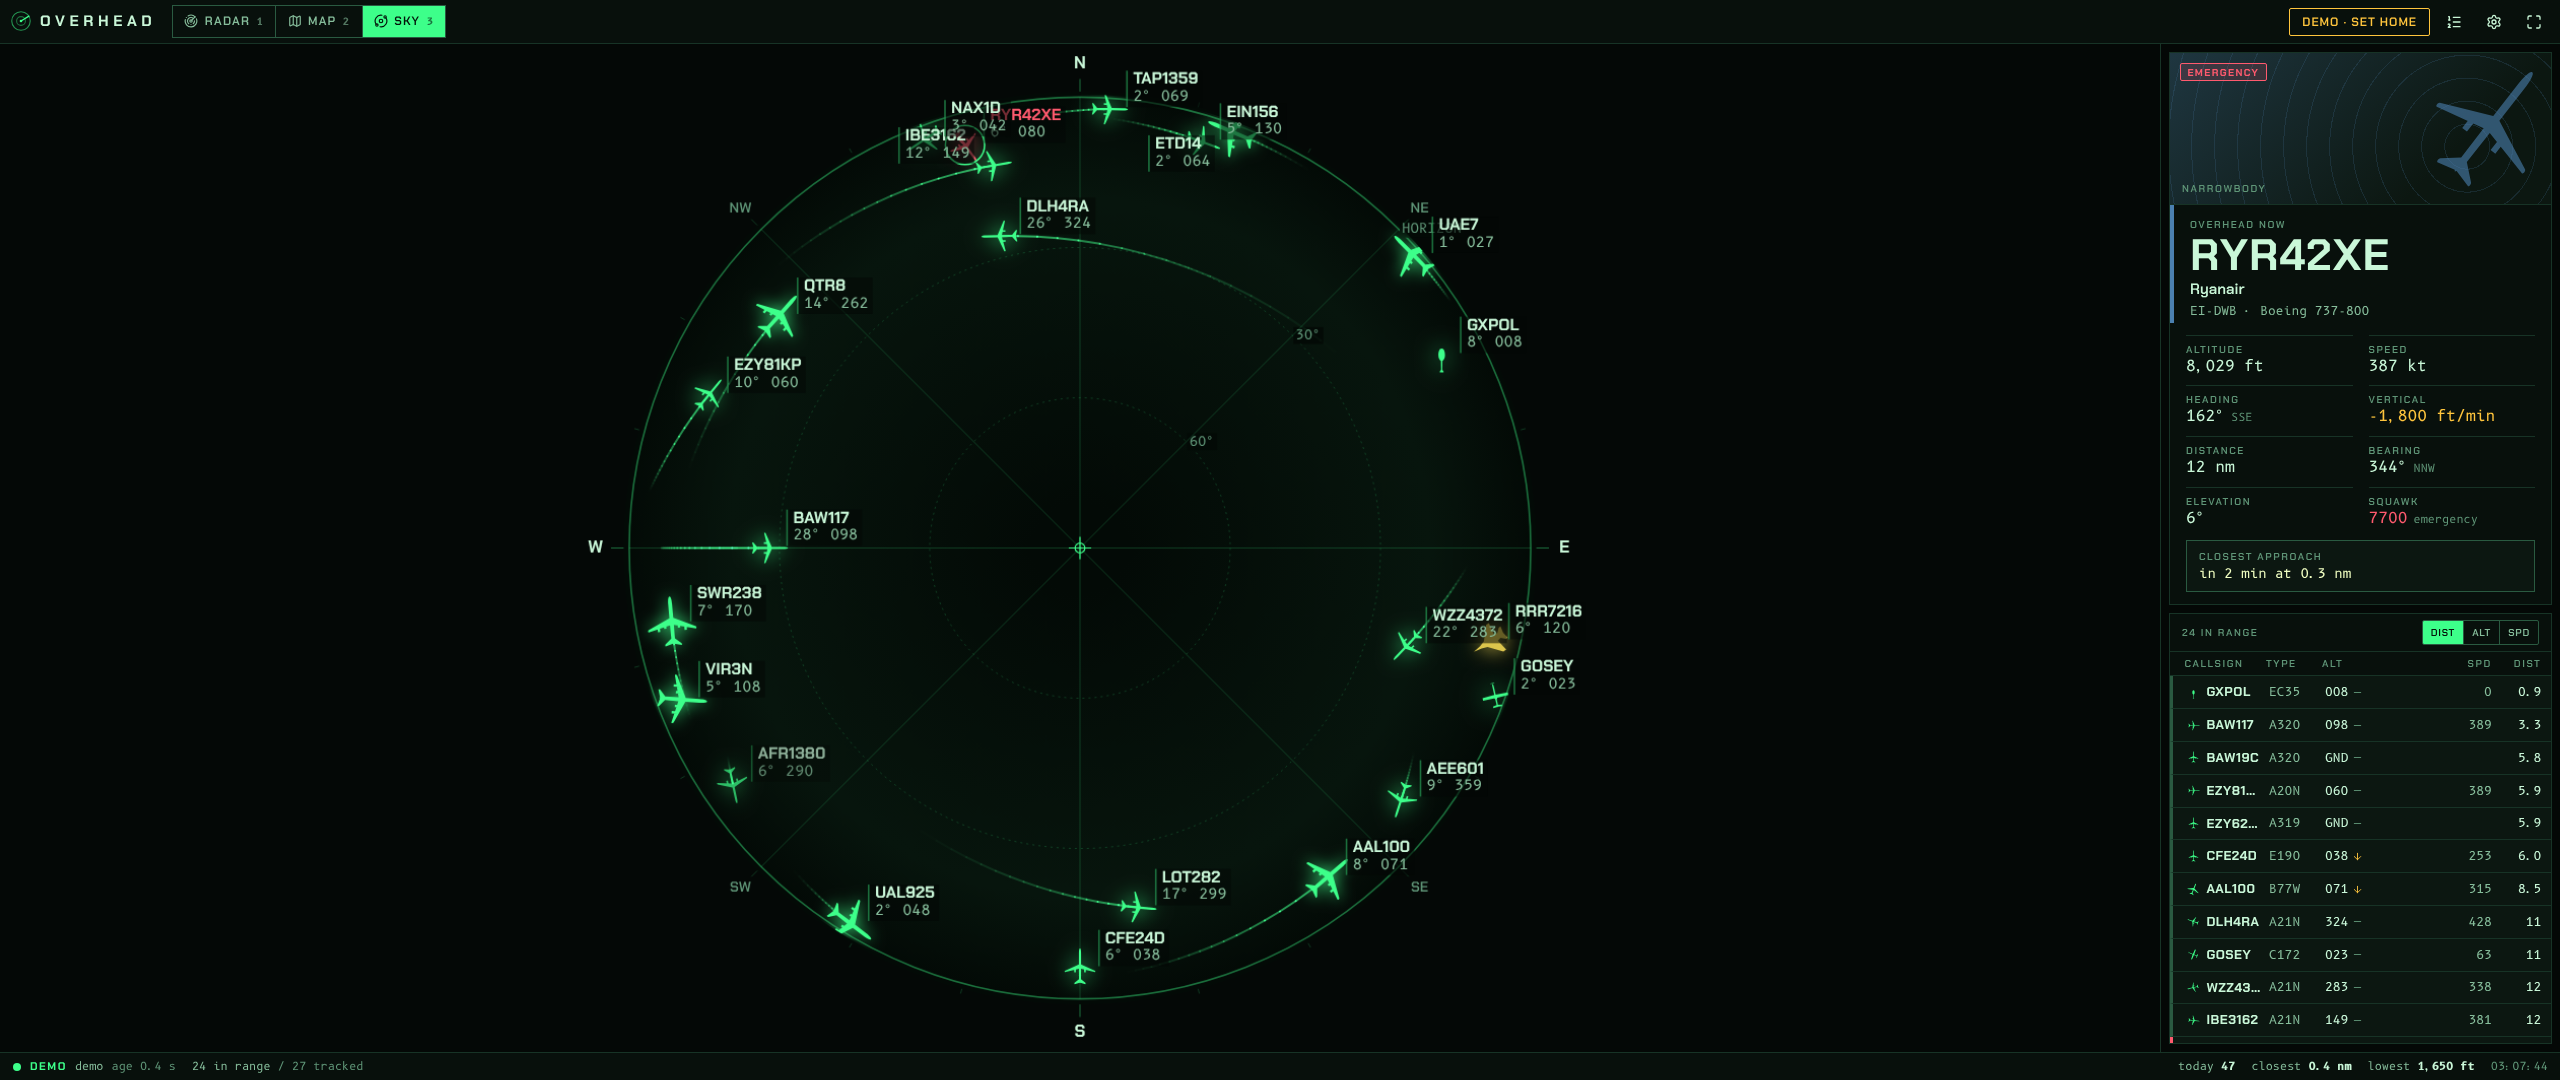 OVERHEAD
RADAR 1
MAP 2
SKY 3
DEMO · SET HOME
N
TAP1359
2° 069
NAX1D
3° 042
RYR42XE
080
EIN156
5° 130
IBE3162
12° 149
ETD14
2° 064
NW
DLH4RA
26° 324
NE
UAE7
1° 027
QTR8
14° 262
GXPOL
8° 008
30°
EZY81KP
10° 060
60°
BAW117
28° 098
W
E
SWR238
7° 170
WZZ4372
22° 283
RRR7216
6° 120
VIR3N
5° 108
GOSEY
2° 023
AFR1380
6° 290
AEE601
9° 359
AAL100
8° 071
SW
UAL925
2° 048
LOT282
17° 299
SE
CFE24D
6° 038
S
EMERGENCY
NARROWBODY
OVERHEAD NOW
RYR42XE
Ryanair
EI-DWB · Boeing 737-800
ALTITUDE
8,029 ft
SPEED
387 kt
HEADING
162° SSE
VERTICAL
-1,800 ft/min
DISTANCE
12 nm
BEARING
344° NNW
ELEVATION
6°
SQUAWK
7700 emergency
CLOSEST APPROACH
in 2 min at 0.3 nm
24 IN RANGE
DIST ALT SPD
CALLSIGN TYPE ALT SPD DIST
GXPOL EC35 008 – 0 0.9
BAW117 A320 098 – 389 3.3
BAW19C A320 GND – 5.8
EZY81… A20N 060 – 389 5.9
EZY62… A319 GND – 5.9
CFE24D E190 038 ↓ 253 6.0
AAL100 B77W 071 ↓ 315 8.5
DLH4RA A21N 324 – 428 11
GOSEY C172 023 – 63 11
WZZ43… A21N 283 – 338 12
IBE3162 A21N 149 – 381 12
DEMO demo age 0.4 s 24 in range / 27 tracked
today 47 closest 0.4 nm lowest 1,650 ft 03:07:44